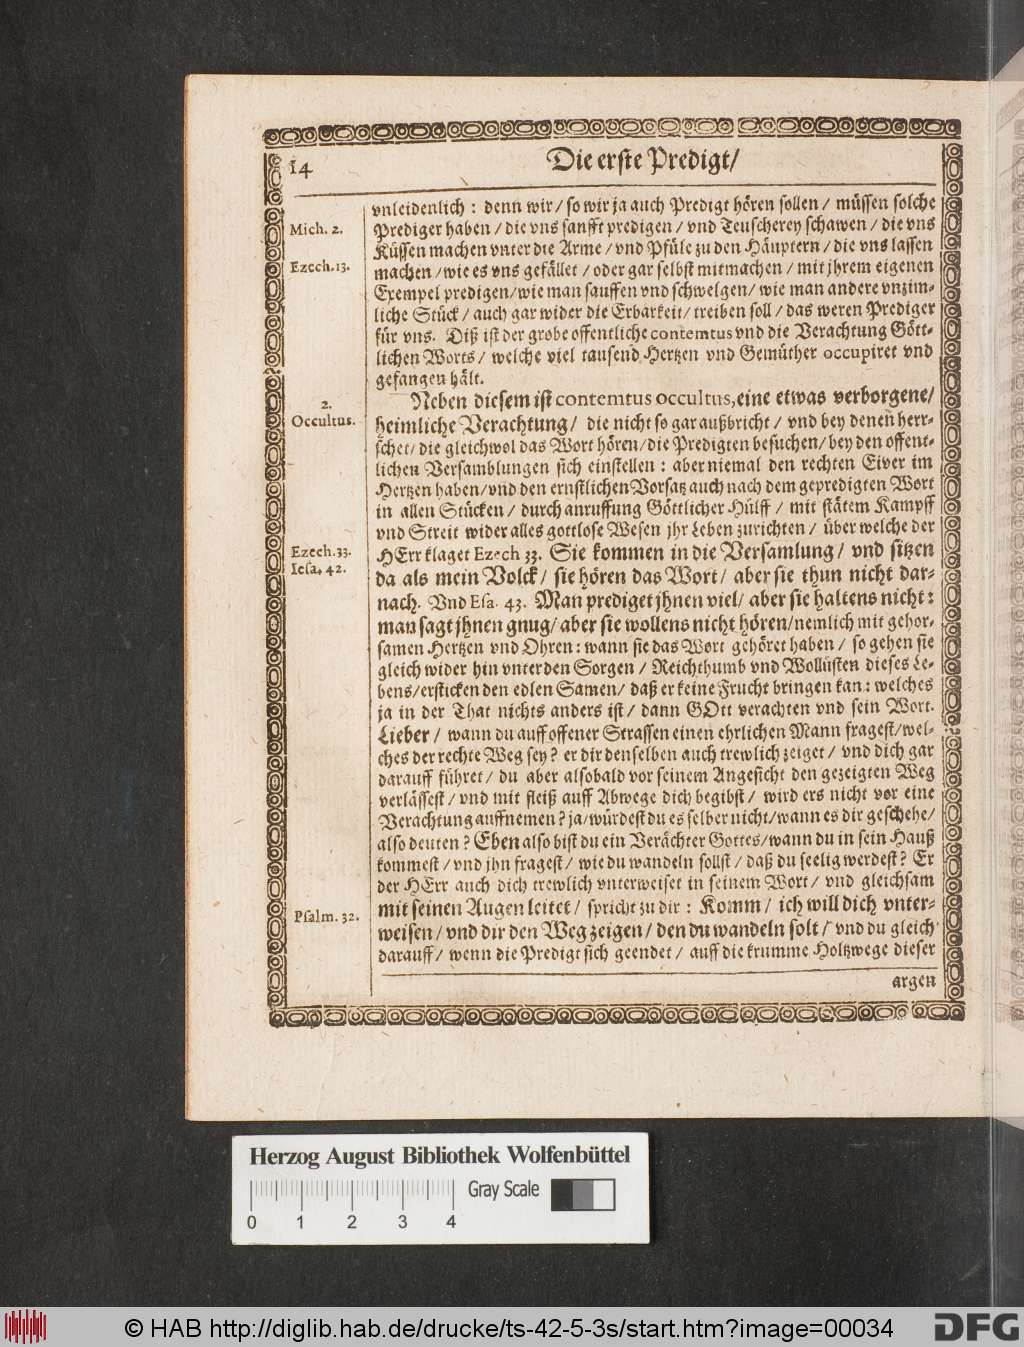 14
Die erste Predigt/
Mich. 2.
Ezech. 13.
2.
Occultus.
Ezech. 33.
Iesa. 42.
Psalm. 32.
vnleidenlich: denn wir/ so wir ja auch Predigt hören sollen/ müssen solche
Prediger haben/ die vns sanfft predigen/ vnd Teuscherey schawen/ die vns
Küssen machen vnter die Arme/ vnd Pfüle zu den Häuptern/ die vns lassen
machen/ wie es vns gefället/ oder gar selbst mitmachen/ mit jhrem eigenen
Exempel predigen/ wie man sauffen vnd schwelgen/ wie man andere vnzim-
liche Stück/ auch gar wider die Erbarkeit/ treiben soll/ das weren Prediger
für vns. Diß ist der grobe offentliche contemtus vnd die Verachtung Gött-
lichen Worts/ welche viel tausend Hertzen vnd Gemüther occupiret vnd
gefangen hält.
Neben diesem ist contemtus occultus, eine etwas verborgene/
heimliche Verachtung/ die nicht so gar außbricht/ vnd bey denen herr-
schet/ die gleichwol das Wort hören/ die Predigten besuchen/ bey den offent-
lichen Versamblungen sich einstellen: aber niemal den rechten Eiver im
Hertzen haben/ vnd den ernstlichen Vorsatz auch nach dem gepredigten Wort
in allen Stücken/ durch anruffung Göttlicher Hülff/ mit stätem Kampff
vnd Streit wider alles gottlose Wesen jhr Leben zurichten/ über welche der
HErr klaget Ezech 33. Sie kommen in die Versamlung/ vnd sitzen
da als mein Volck/ sie hören das Wort/ aber sie thun nicht dar-
nach. Vnd Esa. 43. Man prediget jhnen viel/ aber sie haltens nicht:
man sagt jhnen gnug/ aber sie wollens nicht hören/ nemlich mit gehor-
samen Hertzen vnd Ohren: wann sie das Wort gehöret haben/ so gehen sie
gleich wider hin vnter den Sorgen/ Reichthumb vnd Wollüsten dieses Le-
bens/ ersticken den edlen Samen/ daß er keine Frucht bringen kan: welches
ja in der That nichts anders ist/ dann GOtt verachten vnd sein Wort.
Lieber/ wann du auff offener Strassen einen ehrlichen Mann fragest/ wel-
ches der rechte Weg sey? er dir denselben auch trewlich zeiget/ vnd dich gar
darauff führet/ du aber alsobald vor seinem Angesicht den gezeigten Weg
verlässest/ vnd mit fleiß auff Abwege dich begibst/ wird ers nicht vor eine
Verachtung auffnemen? ja/ würdest du es selber nicht/ wann es dir geschehe/
also deuten? Eben also bist du ein Verächter Gottes/ wann du in sein Hauß
kommest/ vnd jhn fragest/ wie du wandeln sollst/ daß du seelig werdest? Er
der HErr auch dich trewlich vnterweiset in seinem Wort/ vnd gleichsam
mit seinen Augen leitet/ spricht zu dir: Komm/ ich will dich vnter-
weisen/ vnd dir den Weg zeigen/ den du wandeln solt/ vnd du gleich
darauff/ wenn die Predigt sich geendet/ auff die krumme Holtzwege dieser
argen
Herzog August Bibliothek Wolfenbüttel
Gray Scale
0 1 2 3 4
© HAB http://diglib.hab.de/drucke/ts-42-5-3s/start.htm?image=00034
DFG